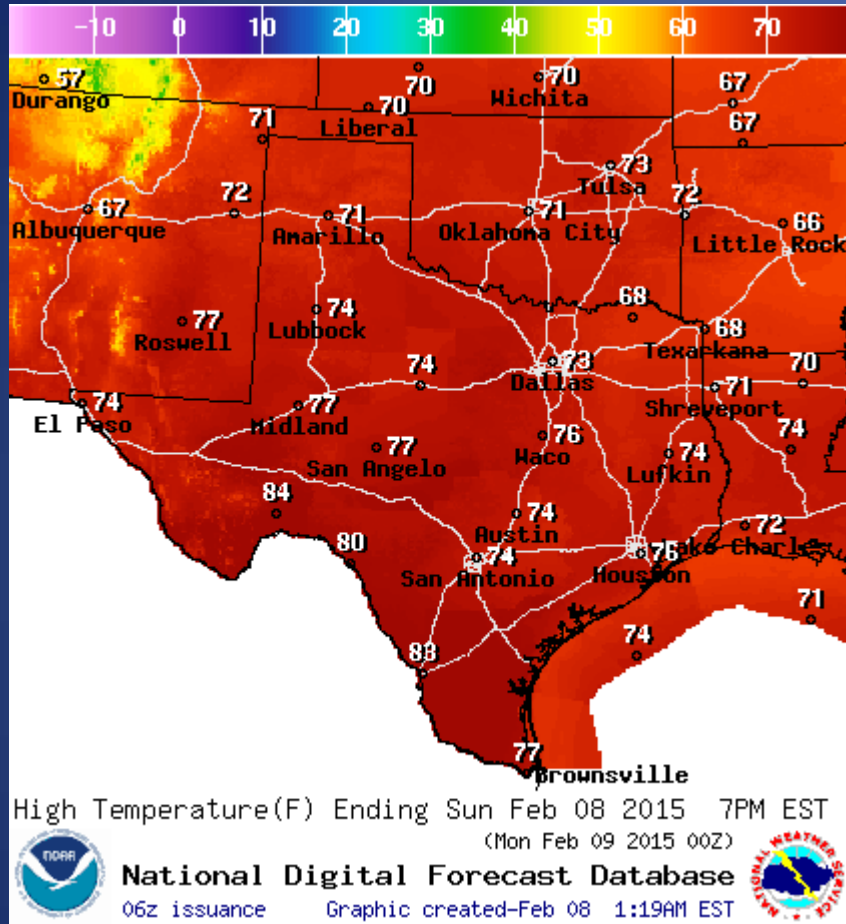 -10 0 10 20 30 40 50 60 70
57 70 70 67
Durango Wichita
70
Liberal
71 67
73
Tulsa
67 72 71 71 72 66
Albuquerque Amarillo Oklahoma City Little Rock
77 74 68
Roswell Lubbock
68
Texarkana
74 73 70
Dallas
74 77 71
El Paso Midland Shreveport
77 76 74 74
San Angelo Waco Lufkin
84 74 72
Austin
80 74 76 Lake Charles
San Antonio Houston
71
83 74
77
Brownsville
High Temperature(F) Ending Sun Feb 08 2015 7PM EST
(Mon Feb 09 2015 00Z)
NOAA
National Digital Forecast Database
06z issuance Graphic created-Feb 08 1:19AM EST
NATIONAL WEATHER SERVICE